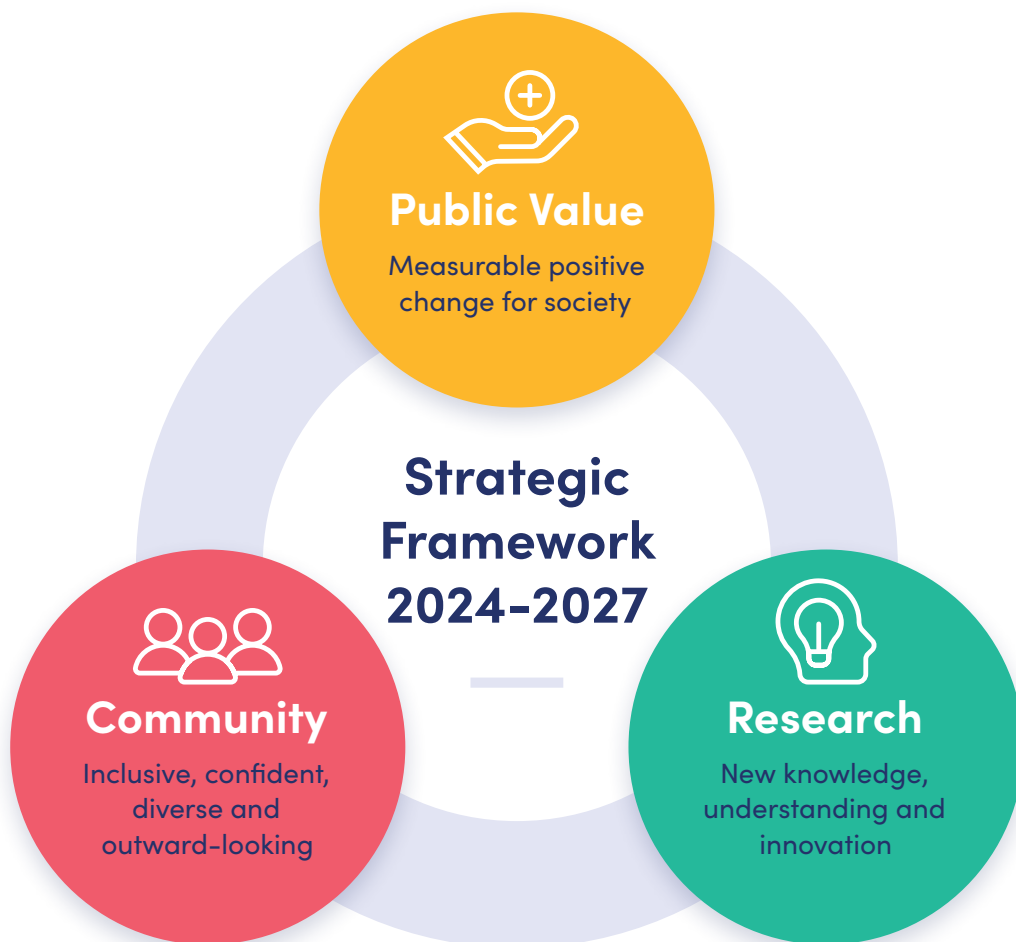 Public Value
Measurable positive
change for society
Strategic
Framework
2024-2027
Community
Inclusive, confident,
diverse and
outward-looking
Research
New knowledge,
understanding and
innovation